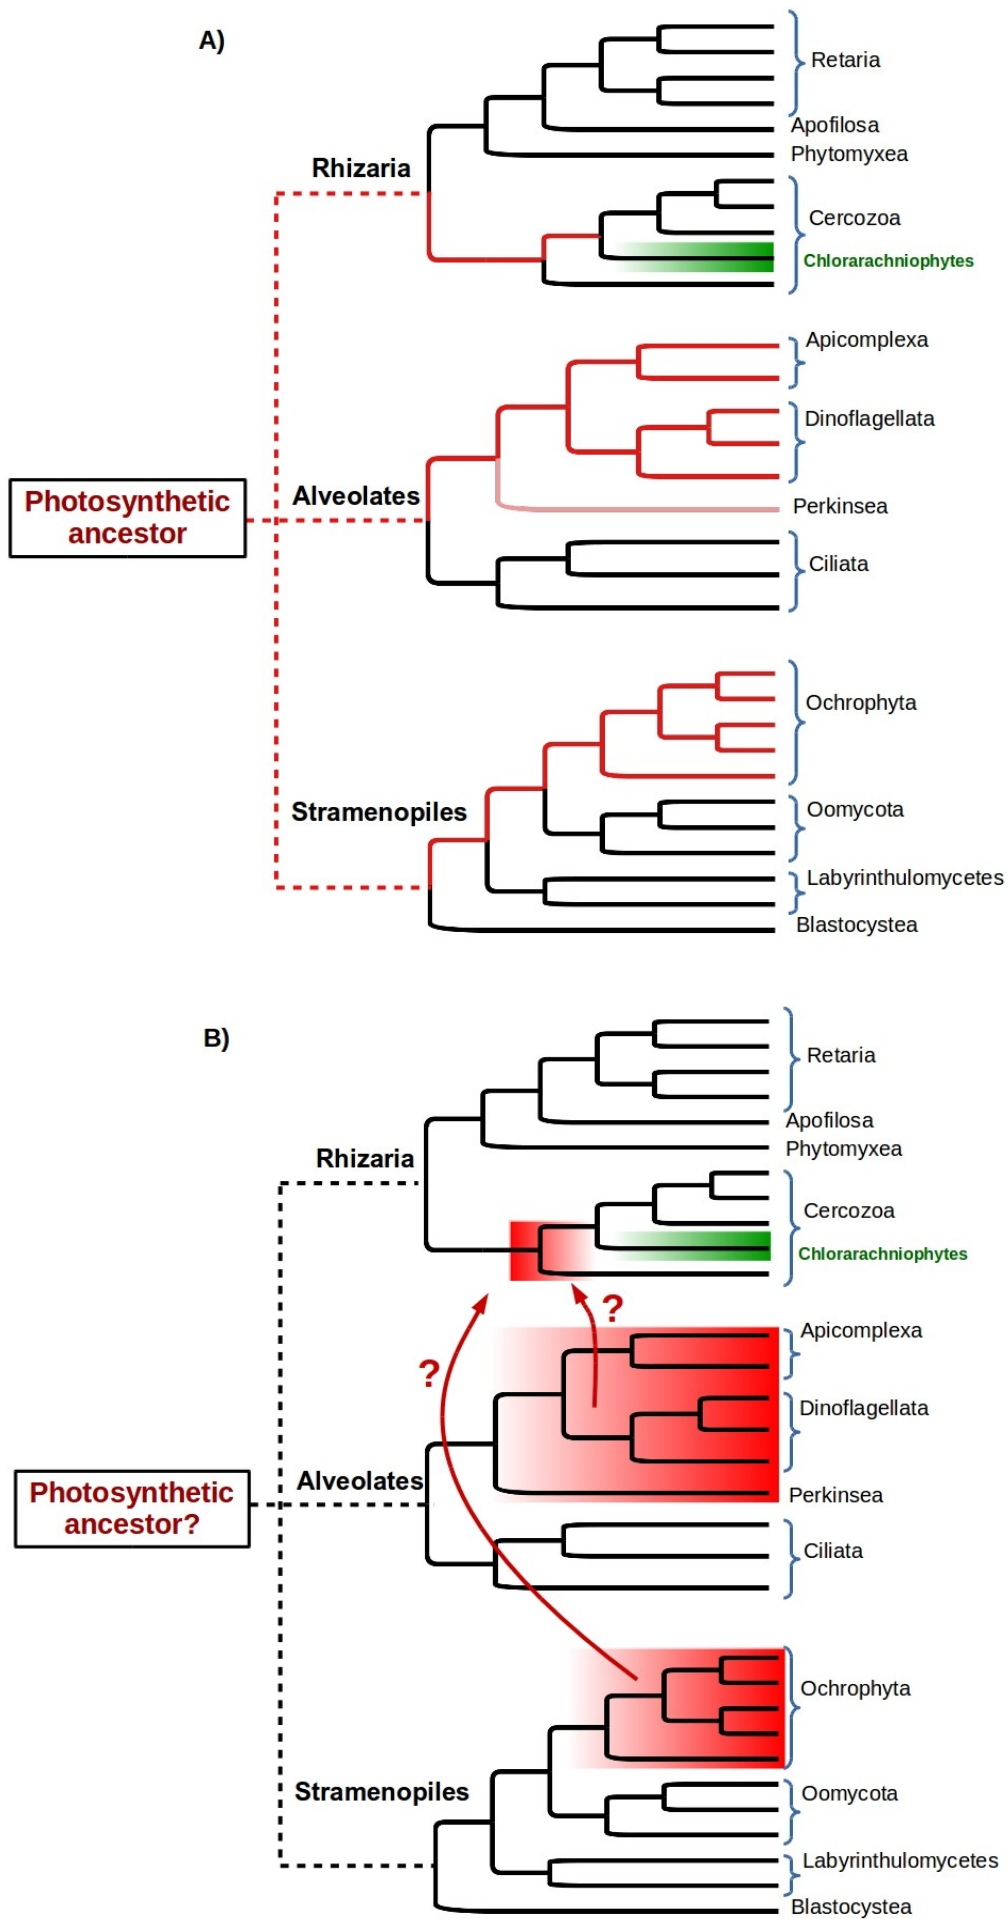 A)
Retaria
Apofilosa
Phytomyxea
Rhizaria
Cercozoa
Chlorarachniophytes
Apicomplexa
Dinoflagellata
Photosynthetic
ancestor
Alveolates
Perkinsea
Ciliata
Ochrophyta
Stramenopiles
Oomycota
Labyrinthulomycetes
Blastocystea
B)
Retaria
Apofilosa
Phytomyxea
Rhizaria
Cercozoa
Chlorarachniophytes
?
?
Apicomplexa
Dinoflagellata
Photosynthetic
ancestor?
Alveolates
Perkinsea
Ciliata
Ochrophyta
Stramenopiles
Oomycota
Labyrinthulomycetes
Blastocystea